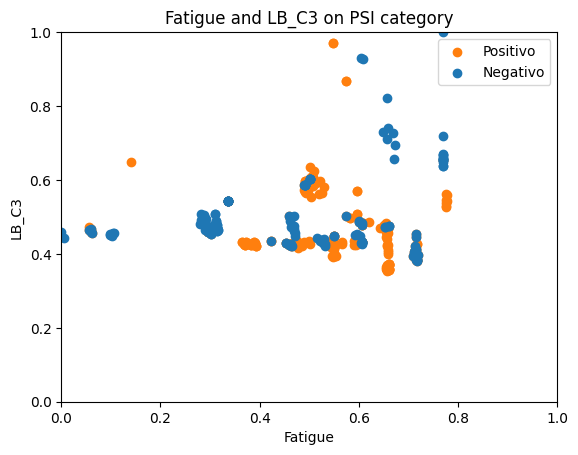 Fatigue and LB_C3 on PSI category
Positivo
Negativo
1.0
0.8
0.6
0.4
0.2
0.0
LB_C3
0.0 0.2 0.4 0.6 0.8 1.0
Fatigue